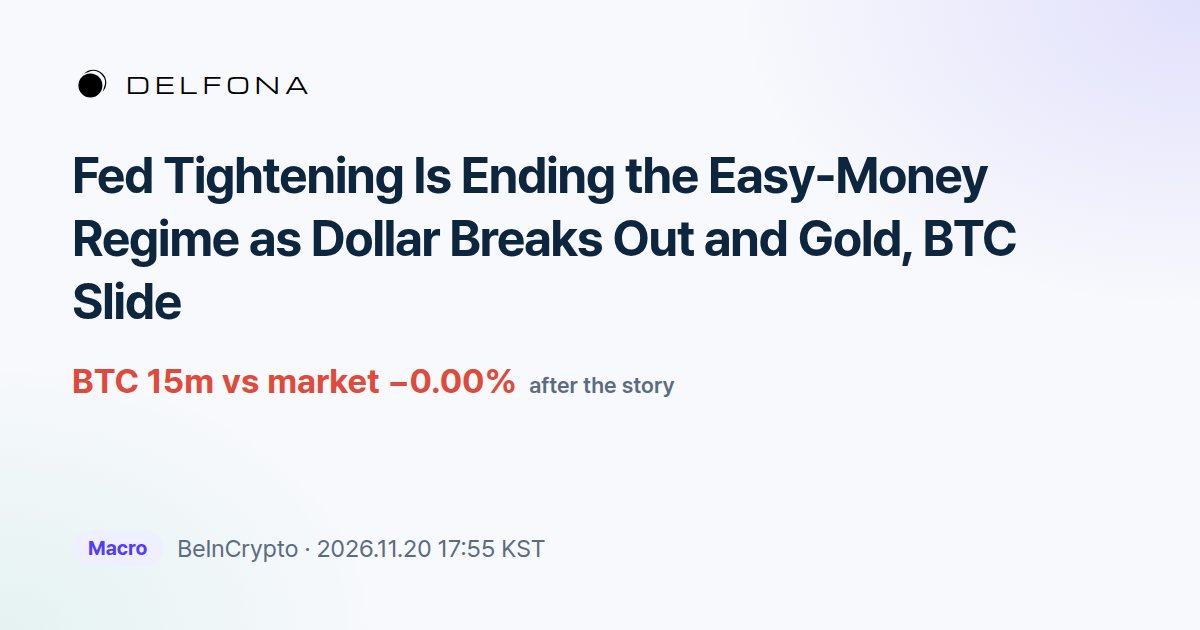 DELFONA
Fed Tightening Is Ending the Easy-Money
Regime as Dollar Breaks Out and Gold, BTC
Slide
BTC 15m vs market −0.00% after the story
Macro BeInCrypto · 2026.11.20 17:55 KST